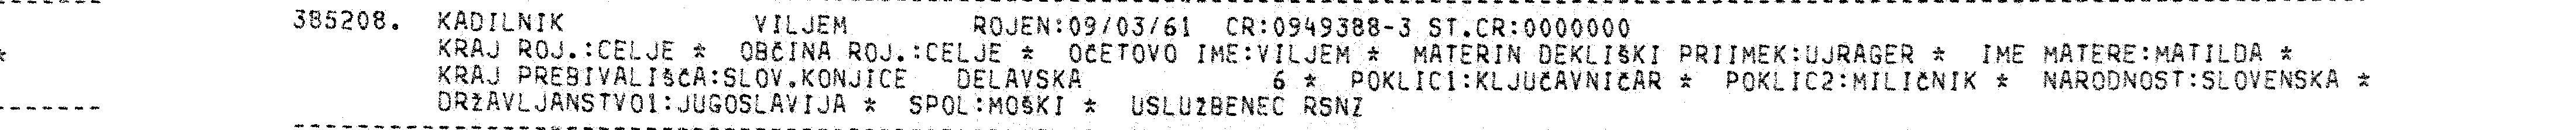 385208. KADILNIK VILJEM ROJEN:09/03/61 CR:0949388-3 ST.CR:0000000
* KRAJ ROJ.:CELJE * OBČINA ROJ.:CELJE * OČETOVO IME:VILJEM * MATERIN DEKLIŠKI PRIIMEK:UJRAGER * IME MATERE:MATILDA *
KRAJ PREBIVALIŠČA:SLOV.KONJICE DELAVSKA 6 * POKLIC1:KLJUČAVNIČAR * POKLIC2:MILIČNIK * NARODNOST:SLOVENSKA *
DRŽAVLJANSTVO1:JUGOSLAVIJA * SPOL:MOŠKI * USLUŽBENEC RSNZ